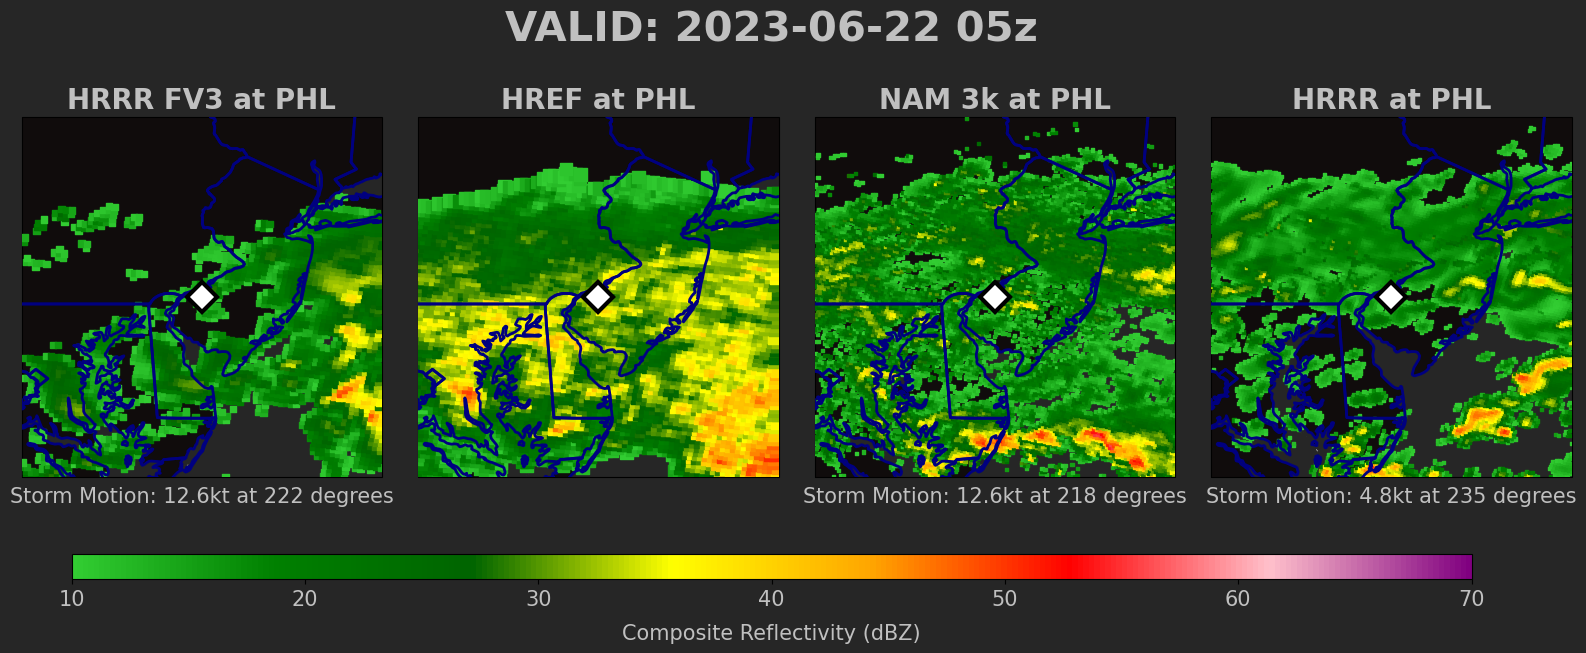 VALID: 2023-06-22 05z
HRRR FV3 at PHL
HREF at PHL
NAM 3k at PHL
HRRR at PHL
Storm Motion: 12.6kt at 222 degrees
Storm Motion: 12.6kt at 218 degrees
Storm Motion: 4.8kt at 235 degrees
10 20 30 40 50 60 70
Composite Reflectivity (dBZ)